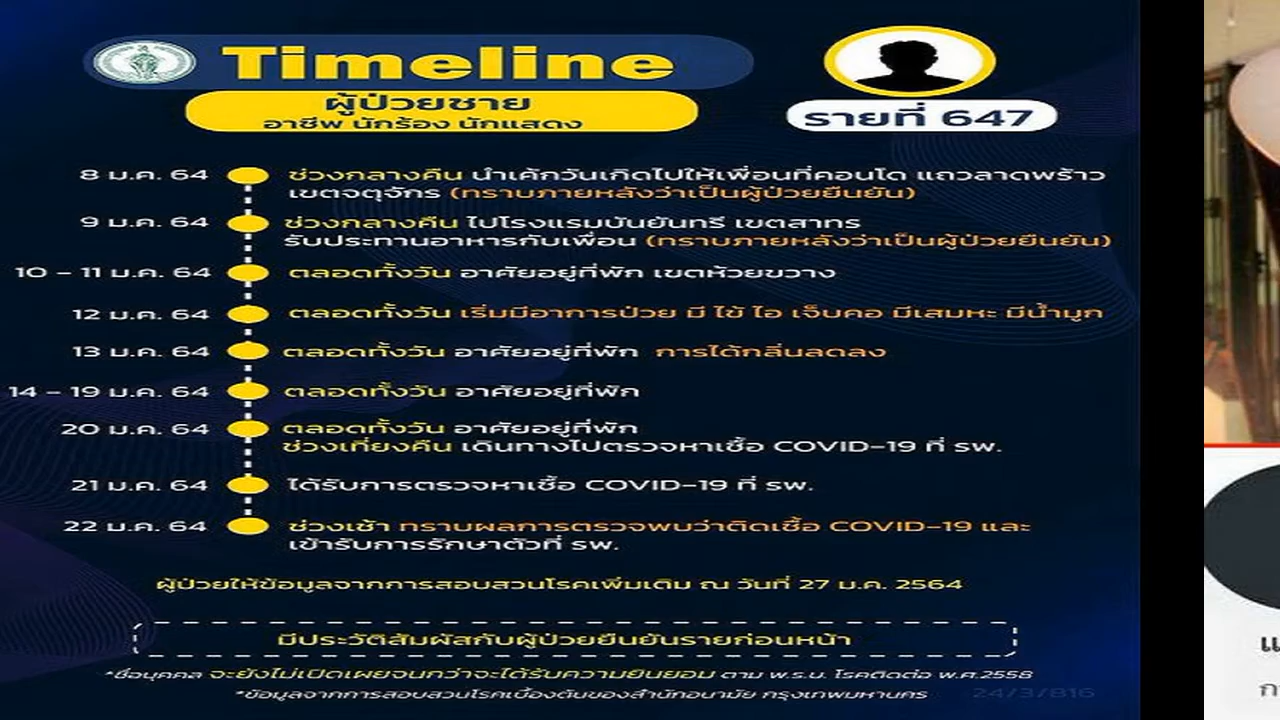 Timeline
ผู้ป่วยชาย
อาชีพ นักร้อง นักแสดง
รายที่ 647
8 ม.ค. 64 ช่วงกลางคืน นำเค้กวันเกิดไปให้เพื่อนที่คอนโด แถวลาดพร้าว
เขตจตุจักร (ทราบภายหลังว่าเป็นผู้ป่วยยืนยัน)
9 ม.ค. 64 ช่วงกลางคืน ไปโรงแรมบันยันทรี เขตสาทร
รับประทานอาหารกับเพื่อน (ทราบภายหลังว่าเป็นผู้ป่วยยืนยัน)
10 – 11 ม.ค. 64 ตลอดทั้งวัน อาศัยอยู่ที่พัก เขตห้วยขวาง
12 ม.ค. 64 ตลอดทั้งวัน เริ่มมีอาการป่วย มี ไข้ ไอ เจ็บคอ มีเสมหะ มีน้ำมูก
13 ม.ค. 64 ตลอดทั้งวัน อาศัยอยู่ที่พัก การได้กลิ่นลดลง
14 – 19 ม.ค. 64 ตลอดทั้งวัน อาศัยอยู่ที่พัก
20 ม.ค. 64 ตลอดทั้งวัน อาศัยอยู่ที่พัก
ช่วงเที่ยงคืน เดินทางไปตรวจหาเชื้อ COVID–19 ที่ รพ.
21 ม.ค. 64 ได้รับการตรวจหาเชื้อ COVID–19 ที่ รพ.
22 ม.ค. 64 ช่วงเช้า ทราบผลการตรวจพบว่าติดเชื้อ COVID–19 และ
เข้ารับการรักษาตัวที่ รพ.
ผู้ป่วยให้ข้อมูลจากการสอบสวนโรคเพิ่มเติม ณ วันที่ 27 ม.ค. 2564
มีประวัติสัมผัสกับผู้ป่วยยืนยันรายก่อนหน้า
*ชื่อบุคคล จะยังไม่เปิดเผยจนกว่าจะได้รับความยินยอม ตาม พ.ร.บ. โรคติดต่อ พ.ศ.2558
*ข้อมูลจากการสอบสวนโรคเบื้องต้นของสำนักอนามัย กรุงเทพมหานคร
24/3/816